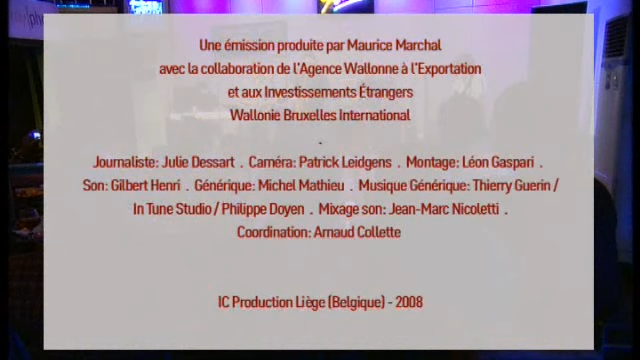 Une émission produite par Maurice Marchal
avec la collaboration de l'Agence Wallonne à l'Exportation
et aux Investissements Étrangers
Wallonie Bruxelles International
.
Journaliste: Julie Dessart . Caméra: Patrick Leidgens . Montage: Léon Gaspari .
Son: Gilbert Henri . Générique: Michel Mathieu . Musique Générique: Thierry Guerin /
In Tune Studio / Philippe Doyen . Mixage son: Jean-Marc Nicoletti .
Coordination: Arnaud Collette
IC Production Liège (Belgique) - 2008